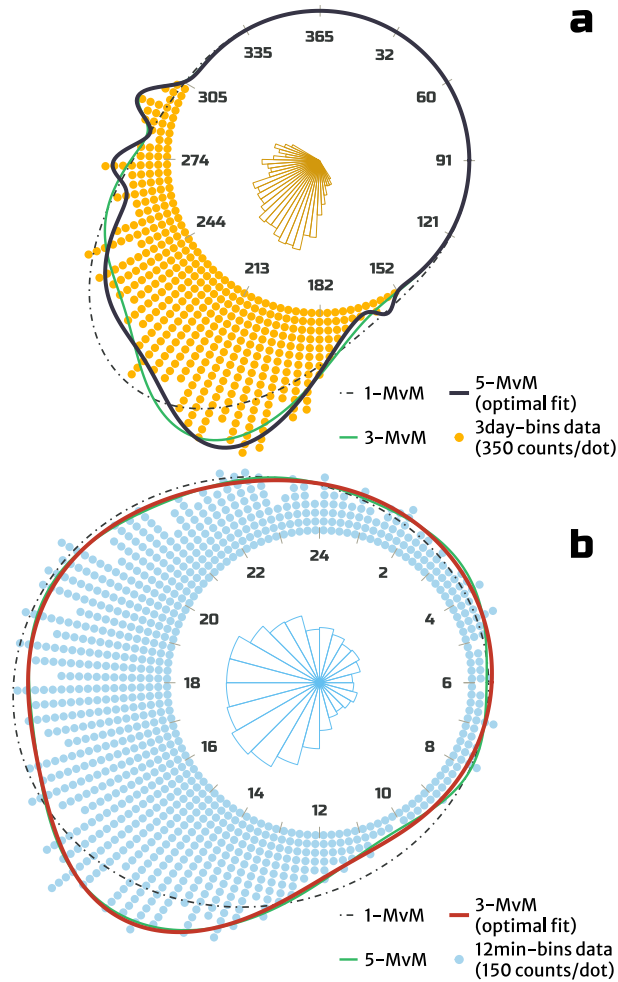 a
365
32
60
91
121
152
182
213
244
274
305
335
1-MvM
5-MvM
(optimal fit)
3-MvM
3day-bins data
(350 counts/dot)
b
24
2
4
6
8
10
12
14
16
18
20
22
1-MvM
3-MvM
(optimal fit)
5-MvM
12min-bins data
(150 counts/dot)